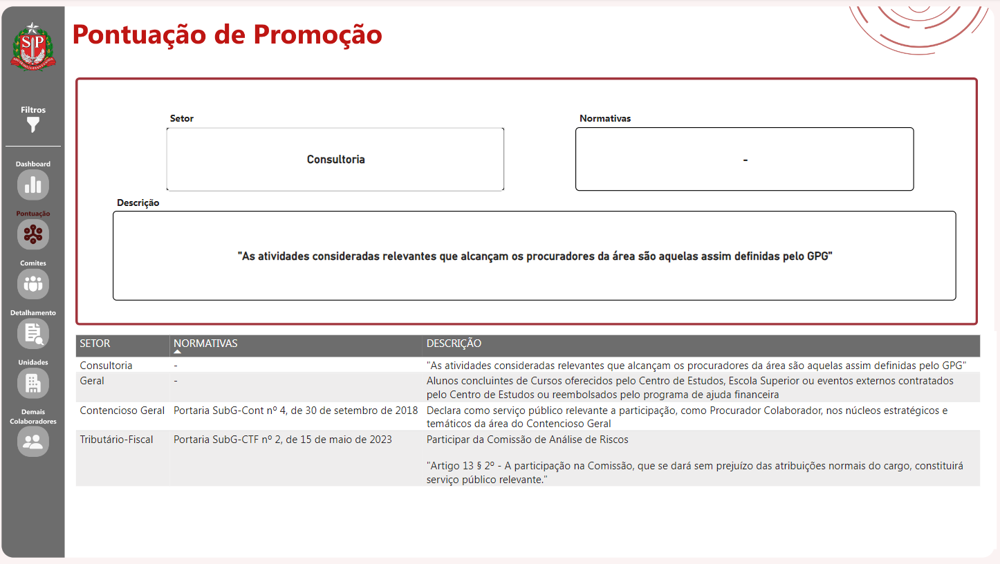 Pontuação de Promoção
SP
Filtros
Dashboard
Pontuação
Comites
Detalhamento
Unidades
Demais
Colaboradores
Setor
Consultoria
Normativas
-
Descrição
"As atividades consideradas relevantes que alcançam os procuradores da área são aquelas assim definidas pelo GPG"
SETOR NORMATIVAS DESCRIÇÃO
Consultoria - "As atividades consideradas relevantes que alcançam os procuradores da área são aquelas assim definidas pelo GPG"
Geral - Alunos concluintes de Cursos oferecidos pelo Centro de Estudos, Escola Superior ou eventos externos contratados
pelo Centro de Estudos ou reembolsados pelo programa de ajuda financeira
Contencioso Geral Portaria SubG-Cont nº 4, de 30 de setembro de 2018 Declara como serviço público relevante a participação, como Procurador Colaborador, nos núcleos estratégicos e
temáticos da área do Contencioso Geral
Tributário-Fiscal Portaria SubG-CTF nº 2, de 15 de maio de 2023 Participar da Comissão de Análise de Riscos
"Artigo 13 § 2º - A participação na Comissão, que se dará sem prejuízo das atribuições normais do cargo, constituirá
serviço público relevante."